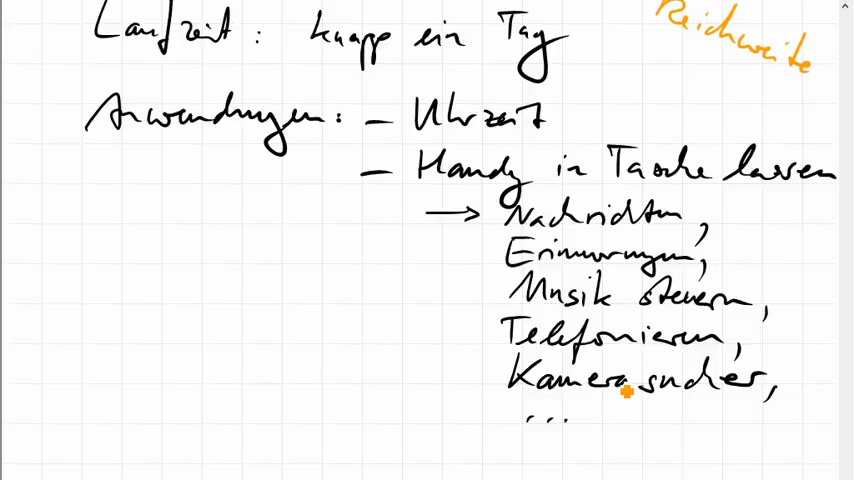 Laufzeit: knapp ein Tag
Reichweite
Anwendungen: - Uhrzeit
- Handy in Tasche lassen
→ Nachrichten,
Erinnerungen,
Musik steuern,
Telefonieren,
Kamerasucher,
...